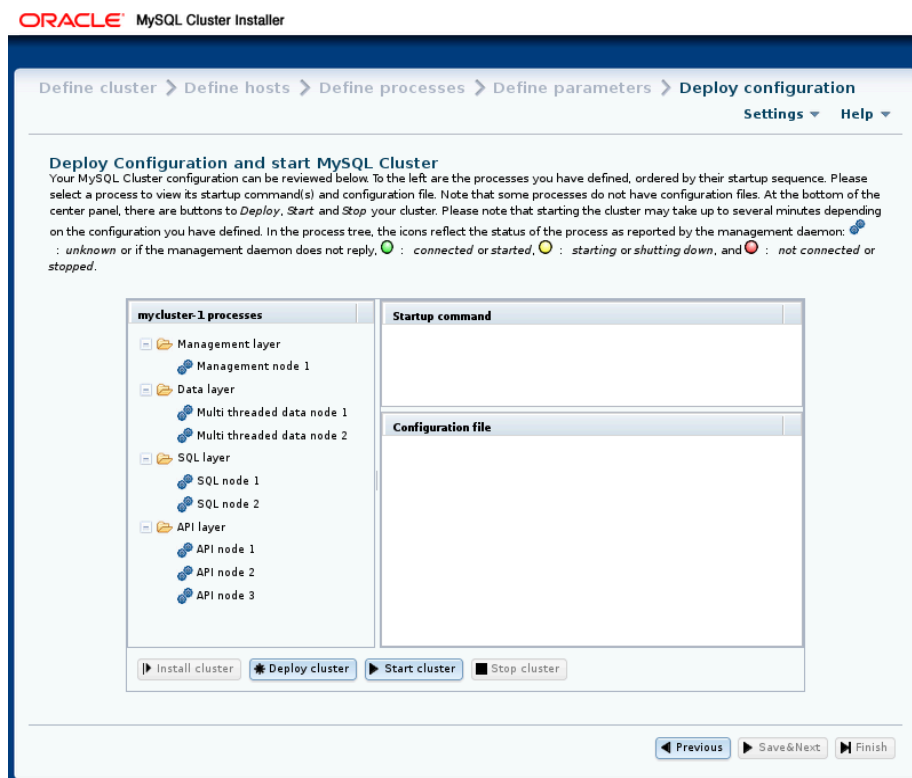 ORACLE MySQL Cluster Installer
Define cluster Define hosts Define processes Define parameters Deploy configuration
Settings Help
Deploy Configuration and start MySQL Cluster
Your MySQL Cluster configuration can be reviewed below. To the left are the processes you have defined, ordered by their startup sequence. Please
select a process to view its startup command(s) and configuration file. Note that some processes do not have configuration files. At the bottom of the
center panel, there are buttons to Deploy, Start and Stop your cluster. Please note that starting the cluster may take up to several minutes depending
on the configuration you have defined. In the process tree, the icons reflect the status of the process as reported by the management daemon:
: unknown or if the management daemon does not reply, : connected or started, : starting or shutting down, and : not connected or
stopped.
mycluster-1 processes
Management layer
Management node 1
Data layer
Multi threaded data node 1
Multi threaded data node 2
SQL layer
SQL node 1
SQL node 2
API layer
API node 1
API node 2
API node 3
Startup command
Configuration file
Install cluster Deploy cluster Start cluster Stop cluster
Previous Save&Next Finish